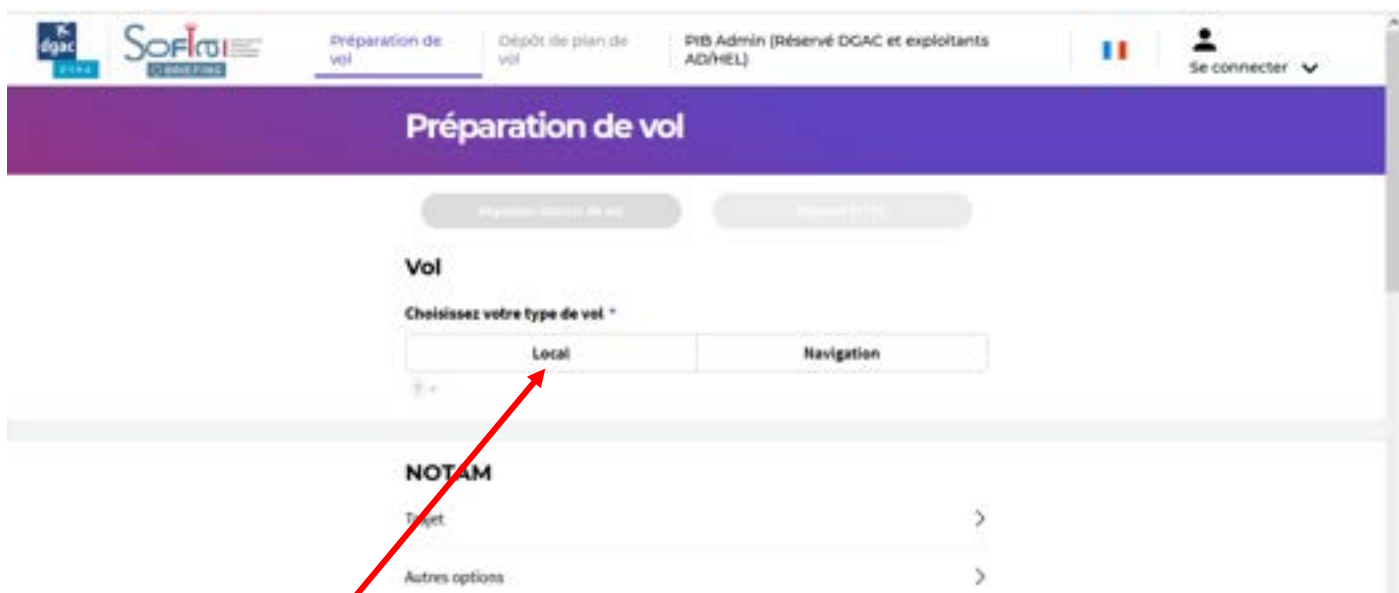 dgac
SOFIA
BRIEFING
Préparation de
vol
Dépôt de plan de
vol
PIB Admin (Réservé DGAC et exploitants
AD/HEL)
Se connecter
Préparation de vol
Vol
Choisissez votre type de vol *
Local
Navigation
NOTAM
Trajet
Autres options